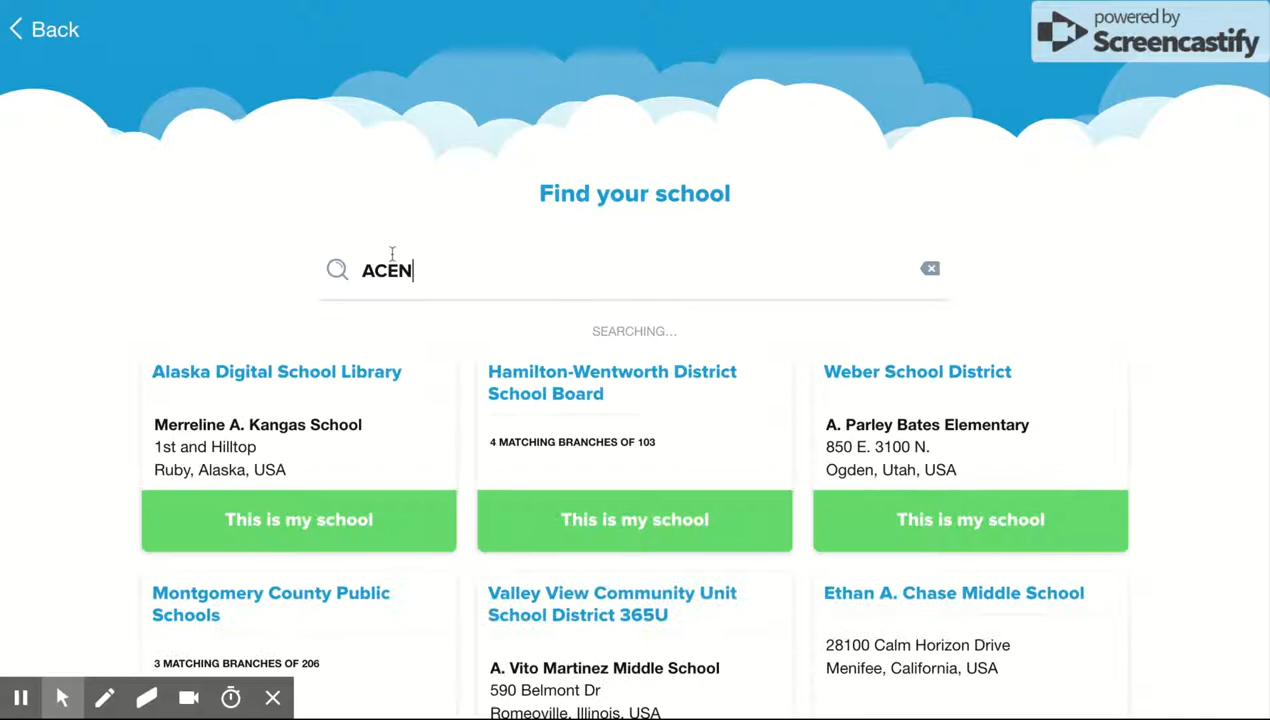 Back
powered by
Screencastify
Find your school
ACEN
SEARCHING...
Alaska Digital School Library
Merreline A. Kangas School
1st and Hilltop
Ruby, Alaska, USA
This is my school
Hamilton-Wentworth District
School Board
4 MATCHING BRANCHES OF 103
This is my school
Weber School District
A. Parley Bates Elementary
850 E. 3100 N.
Ogden, Utah, USA
This is my school
Montgomery County Public
Schools
3 MATCHING BRANCHES OF 206
Valley View Community Unit
School District 365U
A. Vito Martinez Middle School
590 Belmont Dr
Romeoville, Illinois, USA
Ethan A. Chase Middle School
28100 Calm Horizon Drive
Menifee, California, USA